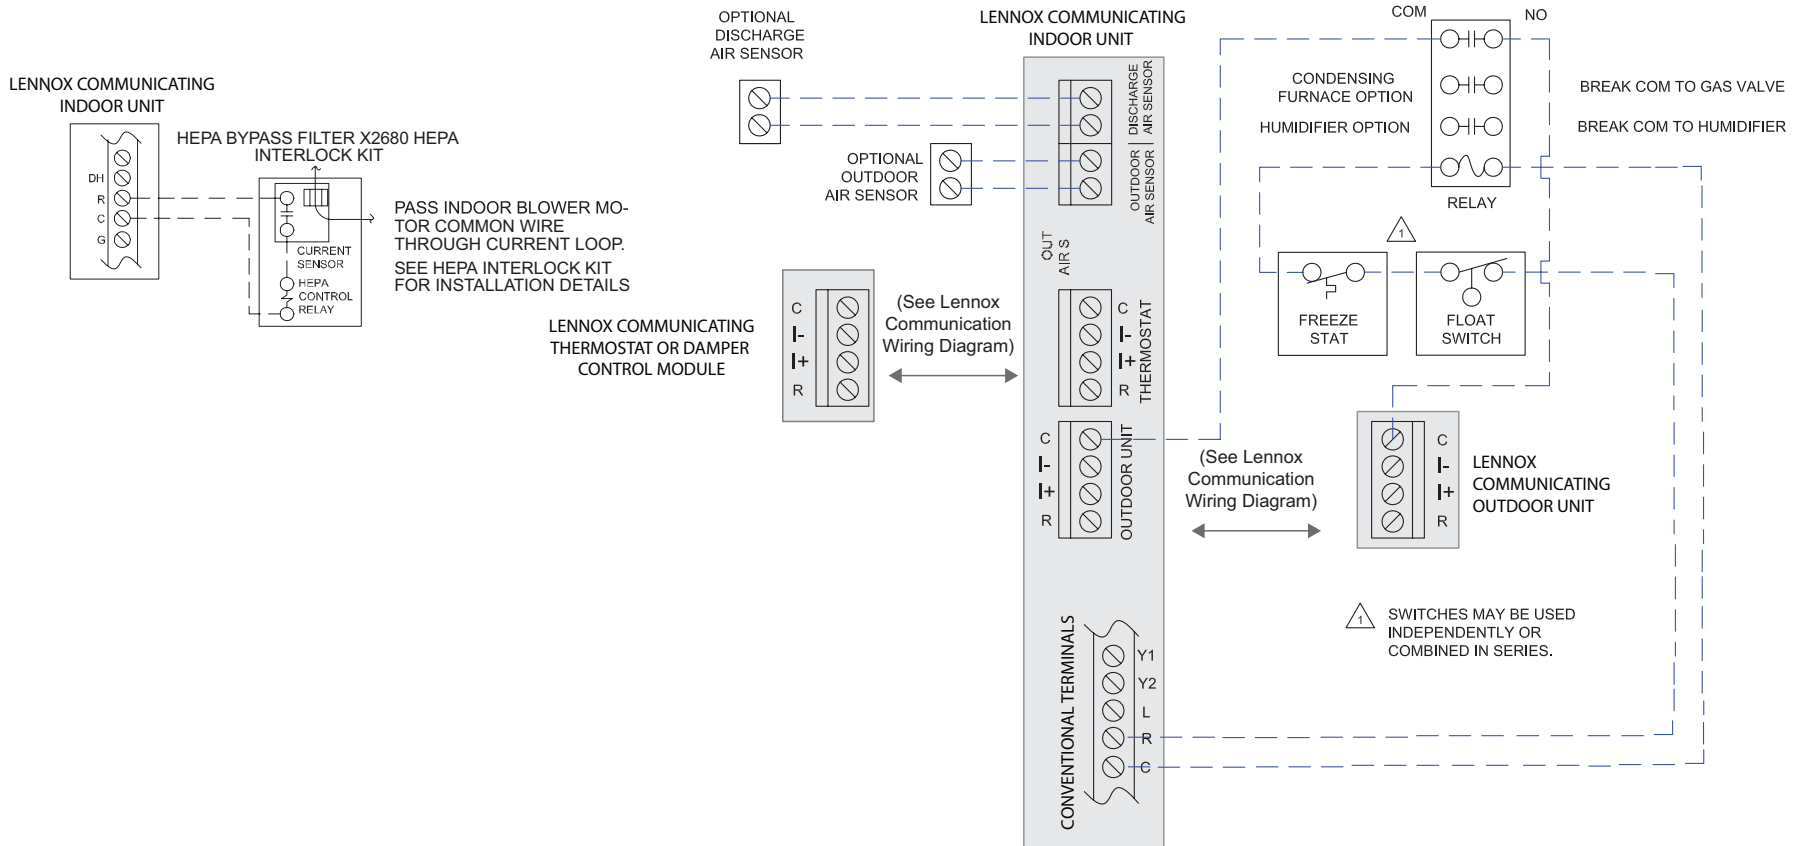 LENNOX COMMUNICATING
INDOOR UNIT
DH
R
C
G
HEPA BYPASS FILTER X2680 HEPA
INTERLOCK KIT
CURRENT
SENSOR
HEPA
CONTROL
RELAY
PASS INDOOR BLOWER MO-
TOR COMMON WIRE
THROUGH CURRENT LOOP.
SEE HEPA INTERLOCK KIT
FOR INSTALLATION DETAILS
OPTIONAL
DISCHARGE
AIR SENSOR
OPTIONAL
OUTDOOR
AIR SENSOR
LENNOX COMMUNICATING
INDOOR UNIT
DISCHARGE
AIR SENSOR
OUTDOOR
AIR SENSOR
OUT
AIR S
LENNOX COMMUNICATING
THERMOSTAT OR DAMPER
CONTROL MODULE
C
I-
I+
R
(See Lennox
Communication
Wiring Diagram)
C
I-
I+
R
THERMOSTAT
C
I-
I+
R
OUTDOOR UNIT
CONVENTIONAL TERMINALS
Y1
Y2
L
R
C
(See Lennox
Communication
Wiring Diagram)
COM
NO
CONDENSING
FURNACE OPTION
HUMIDIFIER OPTION
BREAK COM TO GAS VALVE
BREAK COM TO HUMIDIFIER
RELAY
1
FREEZE
STAT
FLOAT
SWITCH
C
I-
I+
R
LENNOX
COMMUNICATING
OUTDOOR UNIT
1
SWITCHES MAY BE USED
INDEPENDENTLY OR
COMBINED IN SERIES.